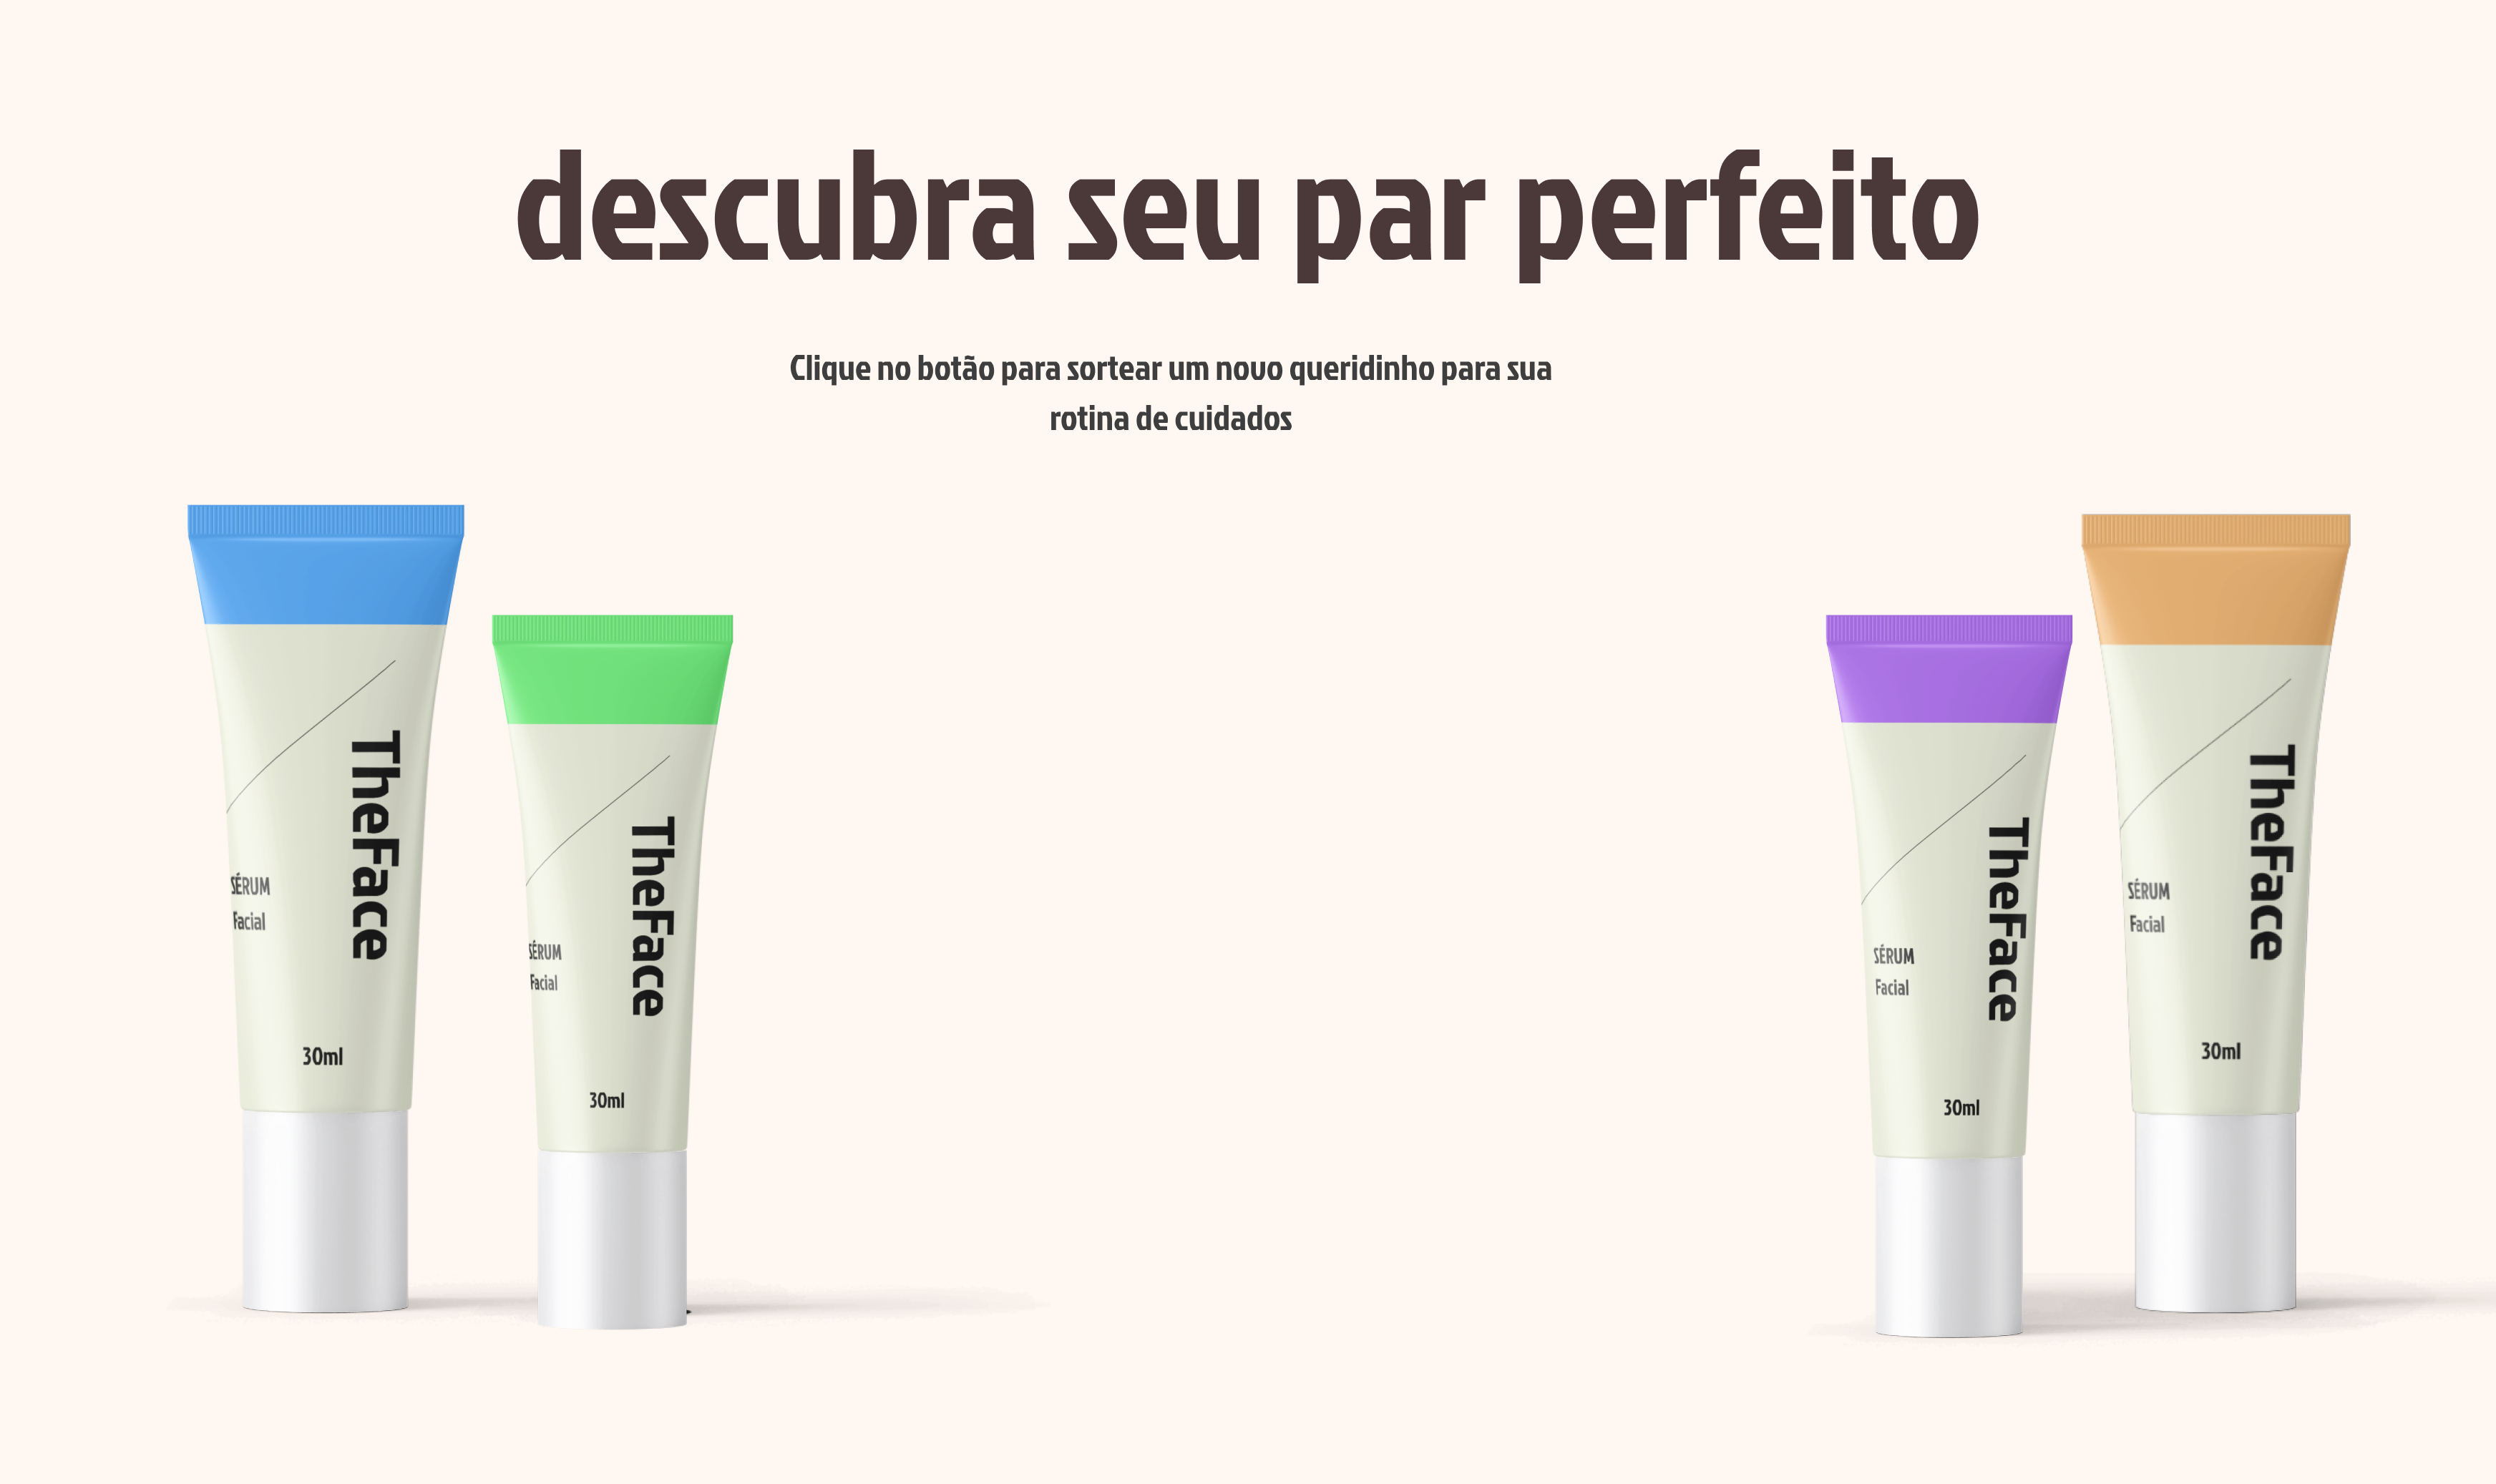 descubra seu par perfeito
Clique no botão para sortear um novo queridinho para sua
rotina de cuidados
TheFace
SÉRUM
Facial
30ml
TheFace
SÉRUM
Facial
30ml
TheFace
SÉRUM
Facial
30ml
TheFace
SÉRUM
Facial
30ml